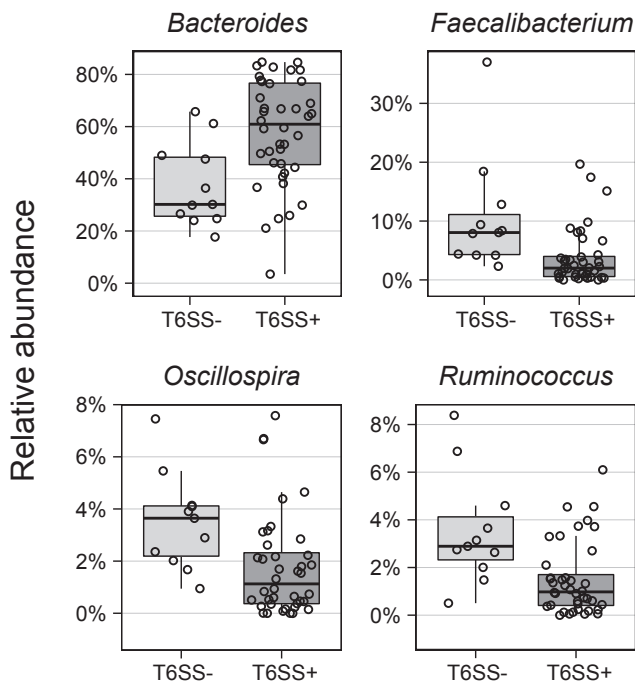 Relative abundance
Bacteroides
80%
60%
40%
20%
0%
T6SS- T6SS+
Faecalibacterium
30%
20%
10%
0%
T6SS- T6SS+
Oscillospira
8%
6%
4%
2%
0%
T6SS- T6SS+
Ruminococcus
8%
6%
4%
2%
0%
T6SS- T6SS+